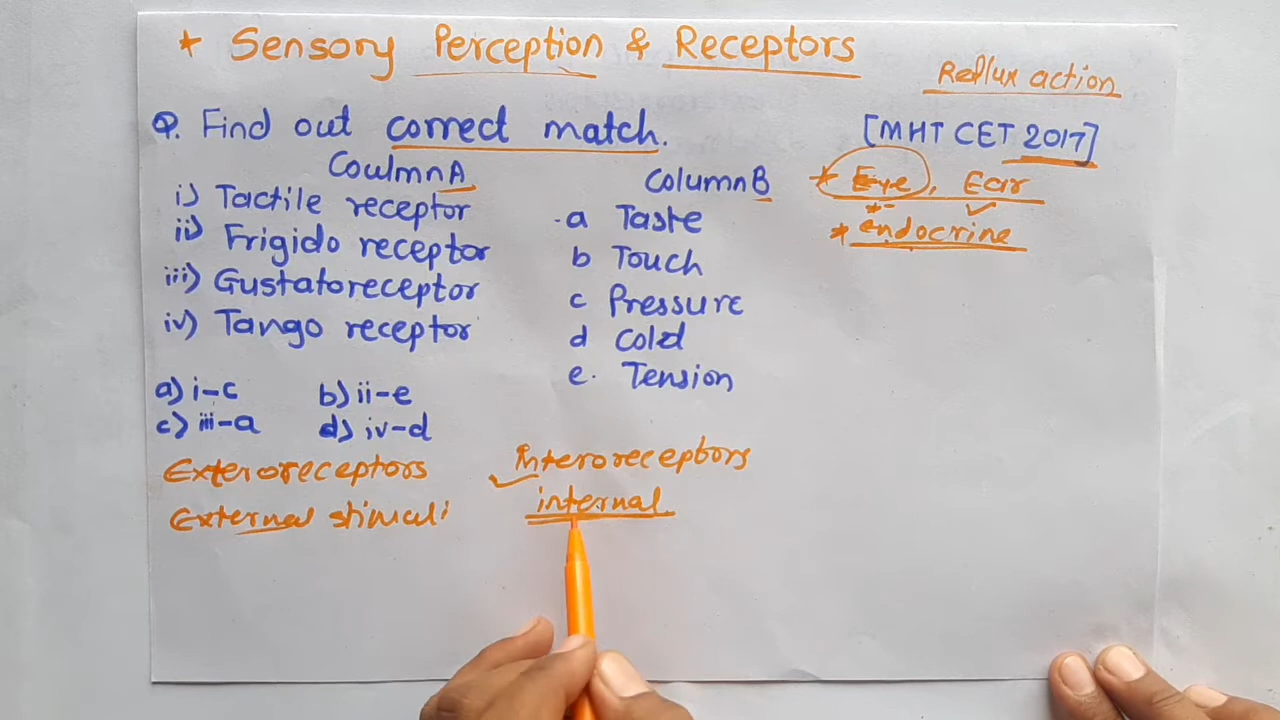 * Sensory Perception & Receptors
Reflux action
Q. Find out correct match.
[MHT CET 2017]
Coulmn A
i) Tactile receptor
ii) Frigido receptor
iii) Gustatoreceptor
iv) Tango receptor
Column B
a Taste
b Touch
c Pressure
d Cold
e. Tension
* Eye, Ear
* endocrine
a) i-c b) ii-e
c) iii-a d) iv-d
Exteroreceptors
External stimuli
Interoreceptors
internal